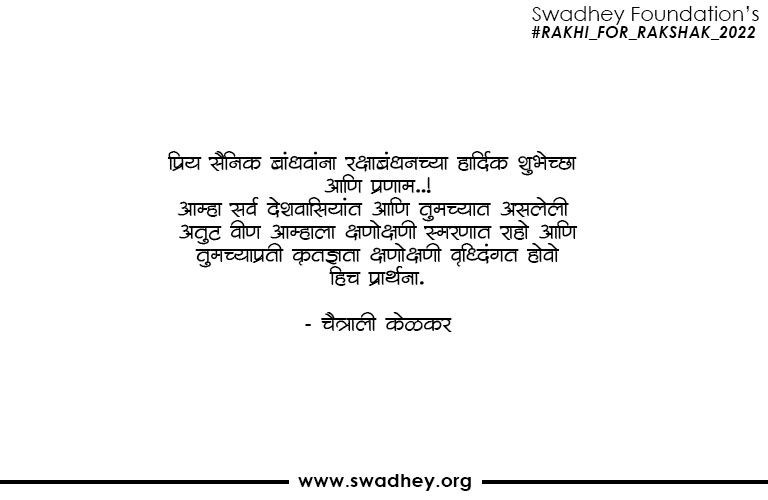 Swadhey Foundation’s
#RAKHI_FOR_RAKSHAK_2022
प्रिय सैनिक बांधवांना रक्षाबंधनच्या हार्दिक शुभेच्छा
आणि प्रणाम..!
आम्हा सर्व देशवासियांत आणि तुमच्यात असलेली
अतुट वीण आम्हाला क्षणोक्षणी स्मरणात राहो आणि
तुमच्याप्रती कृतज्ञता क्षणोक्षणी वृध्दिंगत होवो
हिच प्रार्थना.
- चैत्राली केळकर
www.swadhey.org